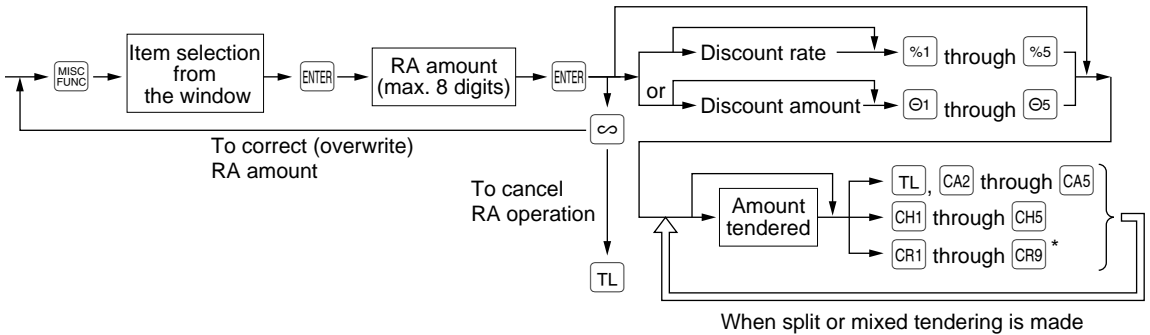 MISC FUNC
Item selection from the window
ENTER
RA amount (max. 8 digits)
ENTER
Discount rate %1 through %5
or
Discount amount ⊖1 through ⊖5
∞
To correct (overwrite)
RA amount
To cancel
RA operation
TL
Amount tendered
TL, CA2 through CA5
CH1 through CH5
CR1 through CR9 *
When split or mixed tendering is made